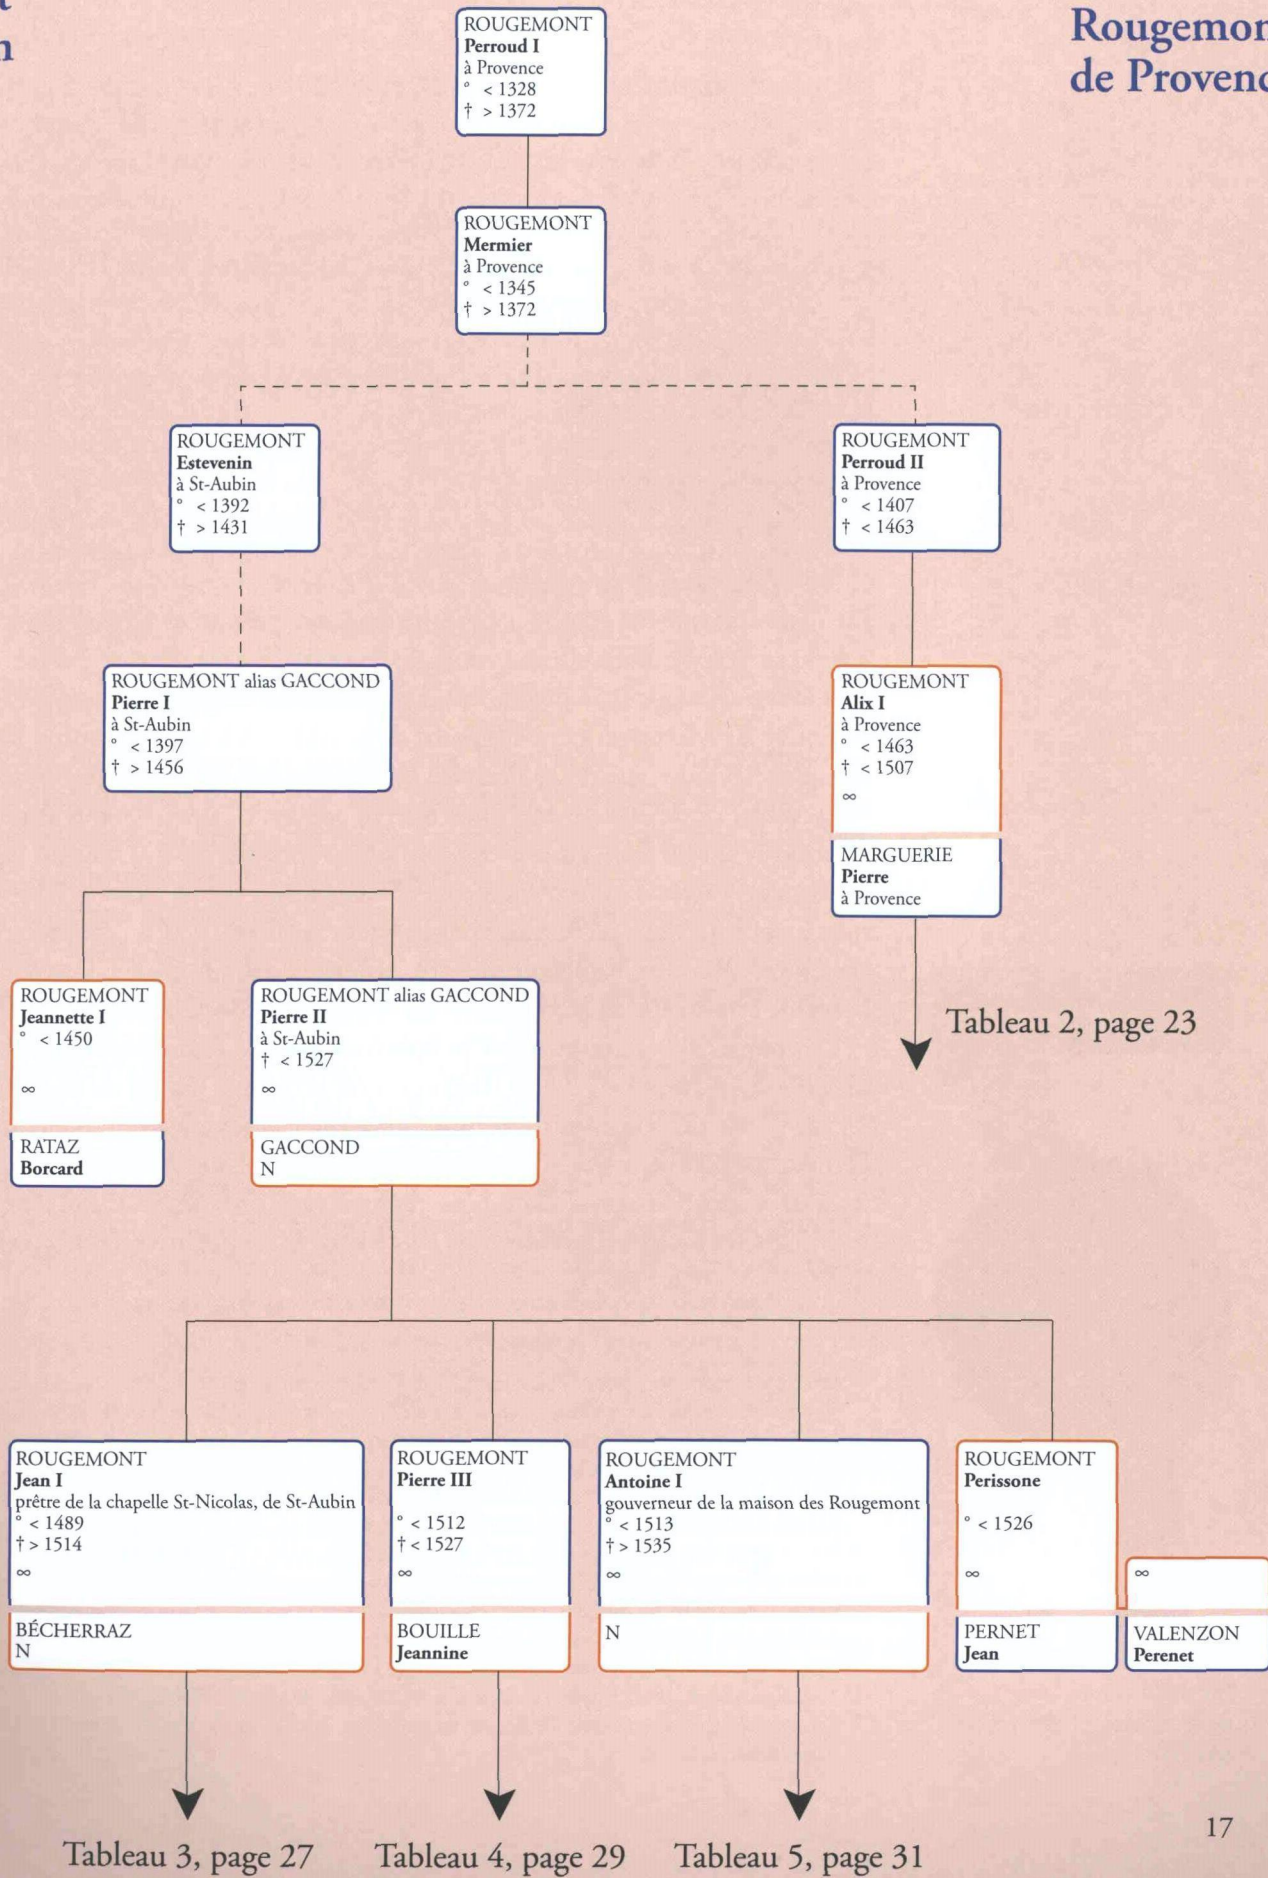 Rougemon
de Provenc
ROUGEMONT
Perroud I
à Provence
° < 1328
† > 1372
ROUGEMONT
Mermier
à Provence
° < 1345
† > 1372
ROUGEMONT
Estevenin
à St-Aubin
° < 1392
† > 1431
ROUGEMONT
Perroud II
à Provence
° < 1407
† < 1463
ROUGEMONT alias GACCOND
Pierre I
à St-Aubin
° < 1397
† > 1456
ROUGEMONT
Alix I
à Provence
° < 1463
† < 1507
∞
MARGUERIE
Pierre
à Provence
Tableau 2, page 23
ROUGEMONT
Jeannette I
° < 1450
∞
RATAZ
Borcard
ROUGEMONT alias GACCOND
Pierre II
à St-Aubin
† < 1527
∞
GACCOND
N
ROUGEMONT
Jean I
prêtre de la chapelle St-Nicolas, de St-Aubin
° < 1489
† > 1514
∞
BÉCHERRAZ
N
ROUGEMONT
Pierre III
° < 1512
† < 1527
∞
BOUILLE
Jeannine
ROUGEMONT
Antoine I
gouverneur de la maison des Rougemont
° < 1513
† > 1535
∞
N
ROUGEMONT
Perissone
° < 1526
∞
PERNET
Jean
∞
VALENZON
Perenet
Tableau 3, page 27
Tableau 4, page 29
Tableau 5, page 31
17